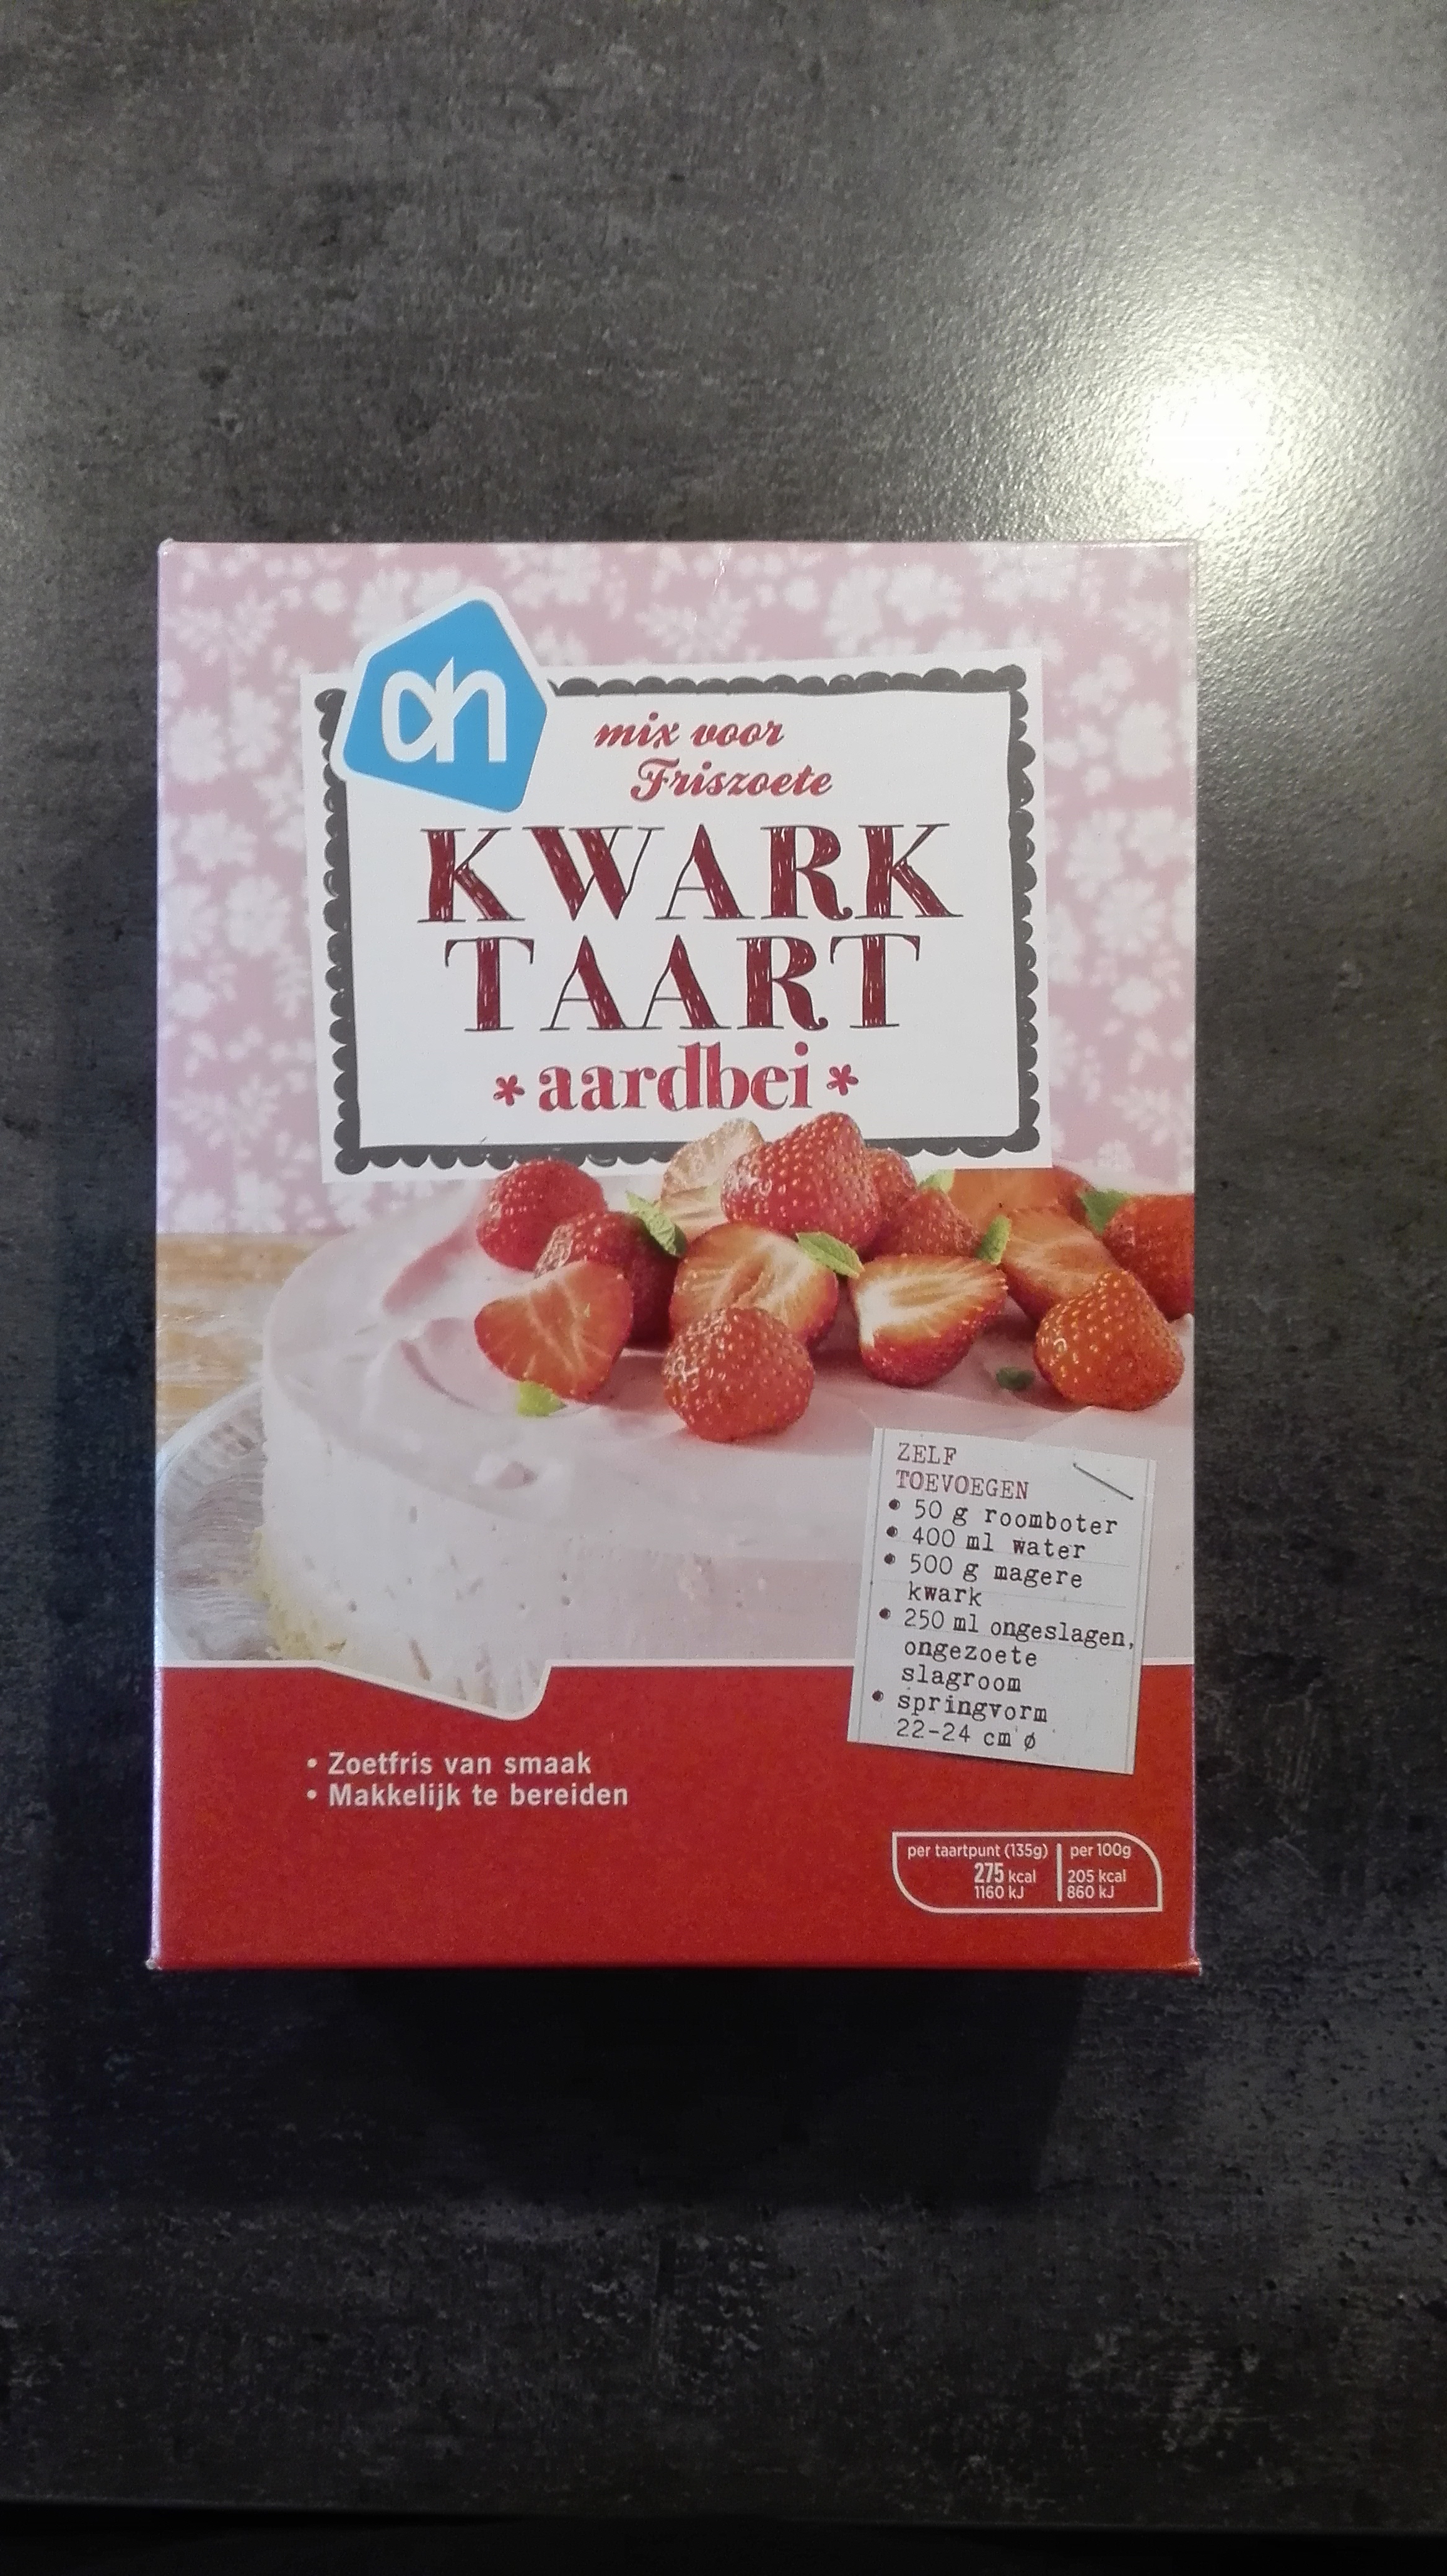 ah
mix voor
Friszoete
KWARK
TAART
* aardbei *
ZELF
TOEVOEGEN
• 50 g roomboter
• 400 ml water
• 500 g magere
kwark
• 250 ml ongeslagen,
ongezoete
slagroom
• springvorm
22-24 cm ø
• Zoetfris van smaak
• Makkelijk te bereiden
per taartpunt (135g) per 100g
275 kcal 205 kcal
1160 kJ 860 kJ